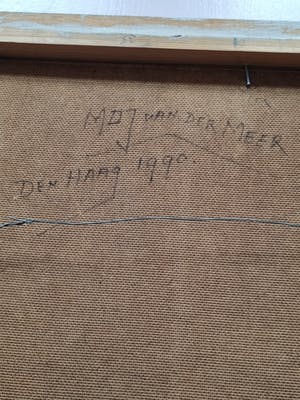 MDJ VAN DER MEER
DEN HAAG 1990